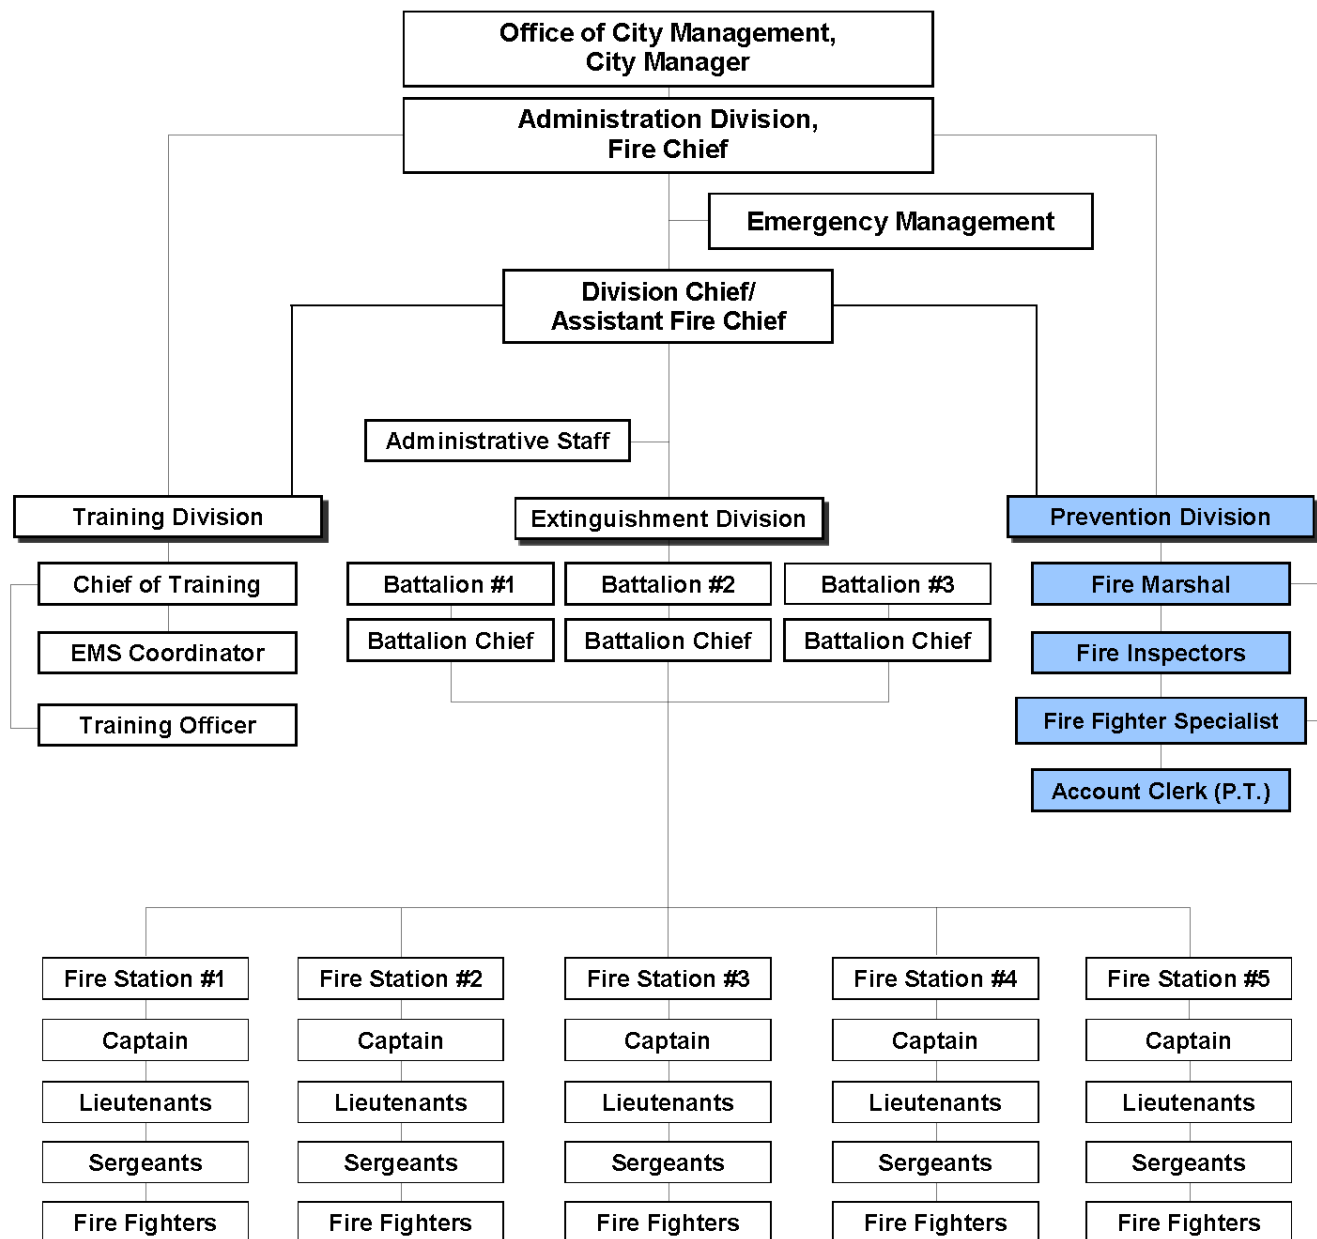 Office of City Management,
City Manager
Administration Division,
Fire Chief
Emergency Management
Division Chief/
Assistant Fire Chief
Administrative Staff
Training Division
Extinguishment Division
Prevention Division
Chief of Training
Battalion #1
Battalion #2
Battalion #3
Fire Marshal
EMS Coordinator
Battalion Chief
Battalion Chief
Battalion Chief
Fire Inspectors
Training Officer
Fire Fighter Specialist
Account Clerk (P.T.)
Fire Station #1
Fire Station #2
Fire Station #3
Fire Station #4
Fire Station #5
Captain
Captain
Captain
Captain
Captain
Lieutenants
Lieutenants
Lieutenants
Lieutenants
Lieutenants
Sergeants
Sergeants
Sergeants
Sergeants
Sergeants
Fire Fighters
Fire Fighters
Fire Fighters
Fire Fighters
Fire Fighters